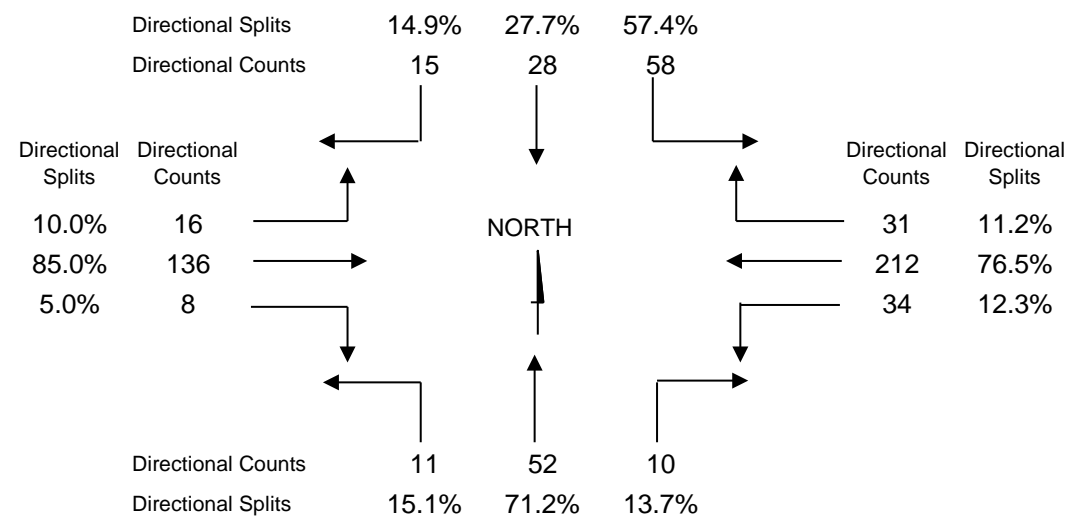 Directional Splits 14.9% 27.7% 57.4%
Directional Counts 15 28 58
Directional Directional Directional Directional
Splits Counts Counts Splits
10.0% 16 NORTH 31 11.2%
85.0% 136 212 76.5%
5.0% 8 34 12.3%
Directional Counts 11 52 10
Directional Splits 15.1% 71.2% 13.7%